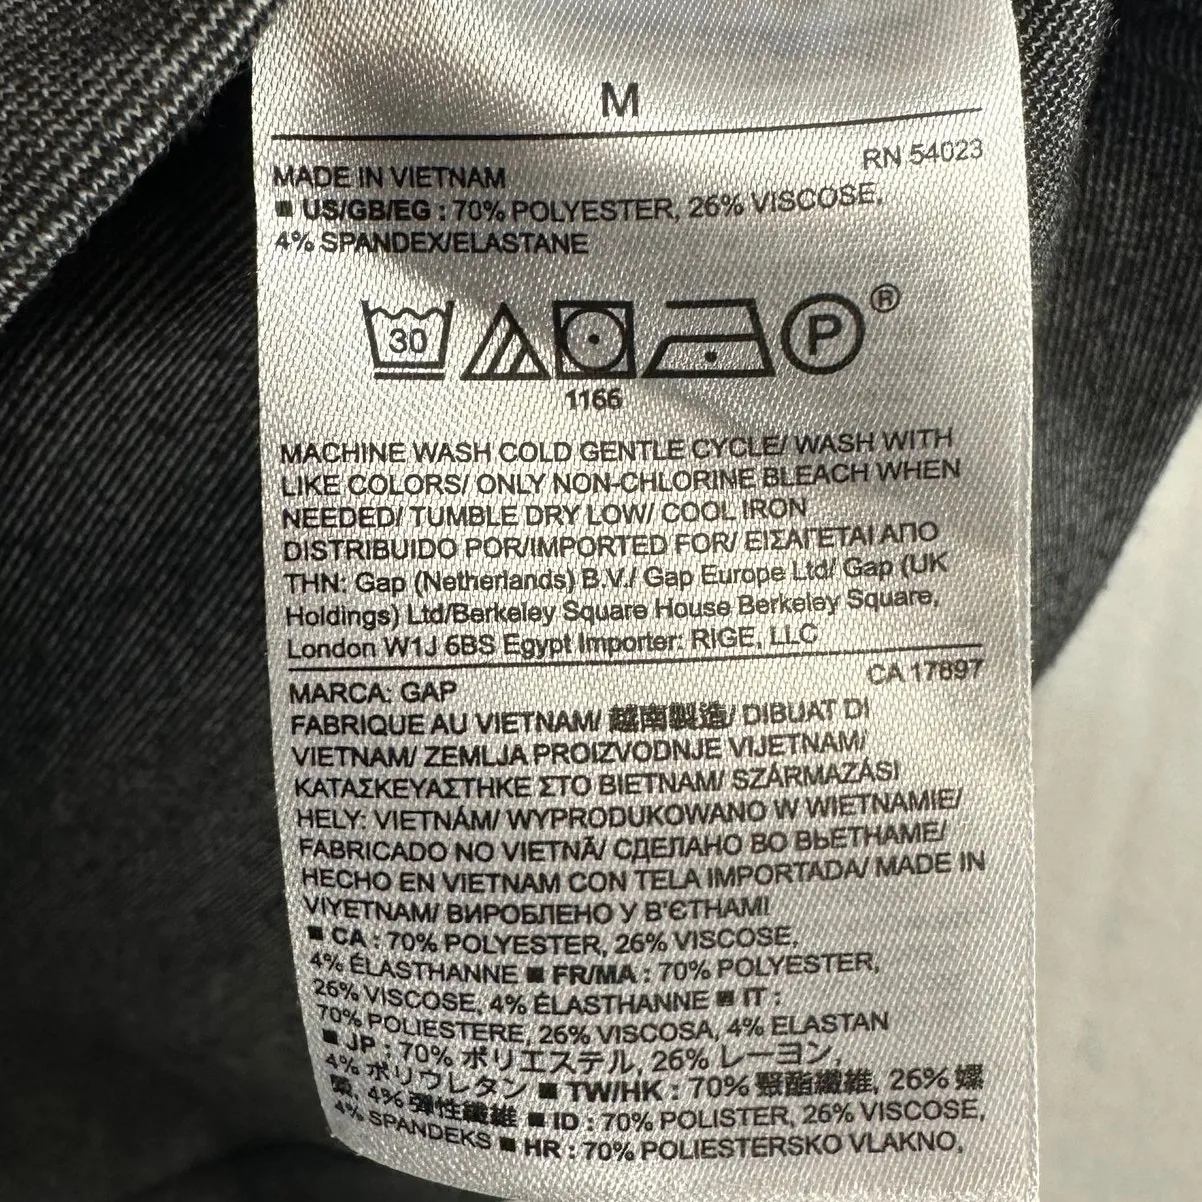 M
RN 54023
MADE IN VIETNAM
■ US/GB/EG : 70% POLYESTER, 26% VISCOSE,
4% SPANDEX/ELASTANE
30
P ®
1166
MACHINE WASH COLD GENTLE CYCLE/ WASH WITH
LIKE COLORS/ ONLY NON-CHLORINE BLEACH WHEN
NEEDED/ TUMBLE DRY LOW/ COOL IRON
DISTRIBUIDO POR/IMPORTED FOR/ ΕΙΣΑΓΕΤΑΙ ΑΠΟ
ΤΗΝ: Gap (Netherlands) B.V./ Gap Europe Ltd/ Gap (UK
Holdings) Ltd/Berkeley Square House Berkeley Square,
London W1J 6BS Egypt Importer: RIGE, LLC
CA 17897
MARCA: GAP
FABRIQUE AU VIETNAM/ 越南製造/ DIBUAT DI
VIETNAM/ ZEMLJA PROIZVODNJE VIJETNAM/
ΚΑΤΑΣΚΕΥΑΣΤΗΚΕ ΣΤΟ ΒΙΕΤΝΑΜ/ SZÁRMAZÁSI
HELY: VIETNÁM/ WYPRODUKOWANO W WIETNAMIE/
FABRICADO NO VIETNÃ/ СДЕЛАНО ВО ВЬЕТНАМЕ/
HECHO EN VIETNAM CON TELA IMPORTADA/ MADE IN
VIYETNAM/ ВИРОБЛЕНО У В'ЄТНАМІ
■ CA : 70% POLYESTER, 26% VISCOSE,
4% ÉLASTHANNE ■ FR/MA : 70% POLYESTER,
26% VISCOSE, 4% ÉLASTHANNE ■ IT :
70% POLIESTERE, 26% VISCOSA, 4% ELASTAN
■ JP : 70% ポリエステル, 26% レーヨン,
4% ポリウレタン ■ TW/HK : 70% 聚酯纖維, 26% 嫘
縈, 4% 彈性纖維 ■ ID : 70% POLISTER, 26% VISCOSE,
4% SPANDEKS ■ HR : 70% POLIESTERSKO VLAKNO,